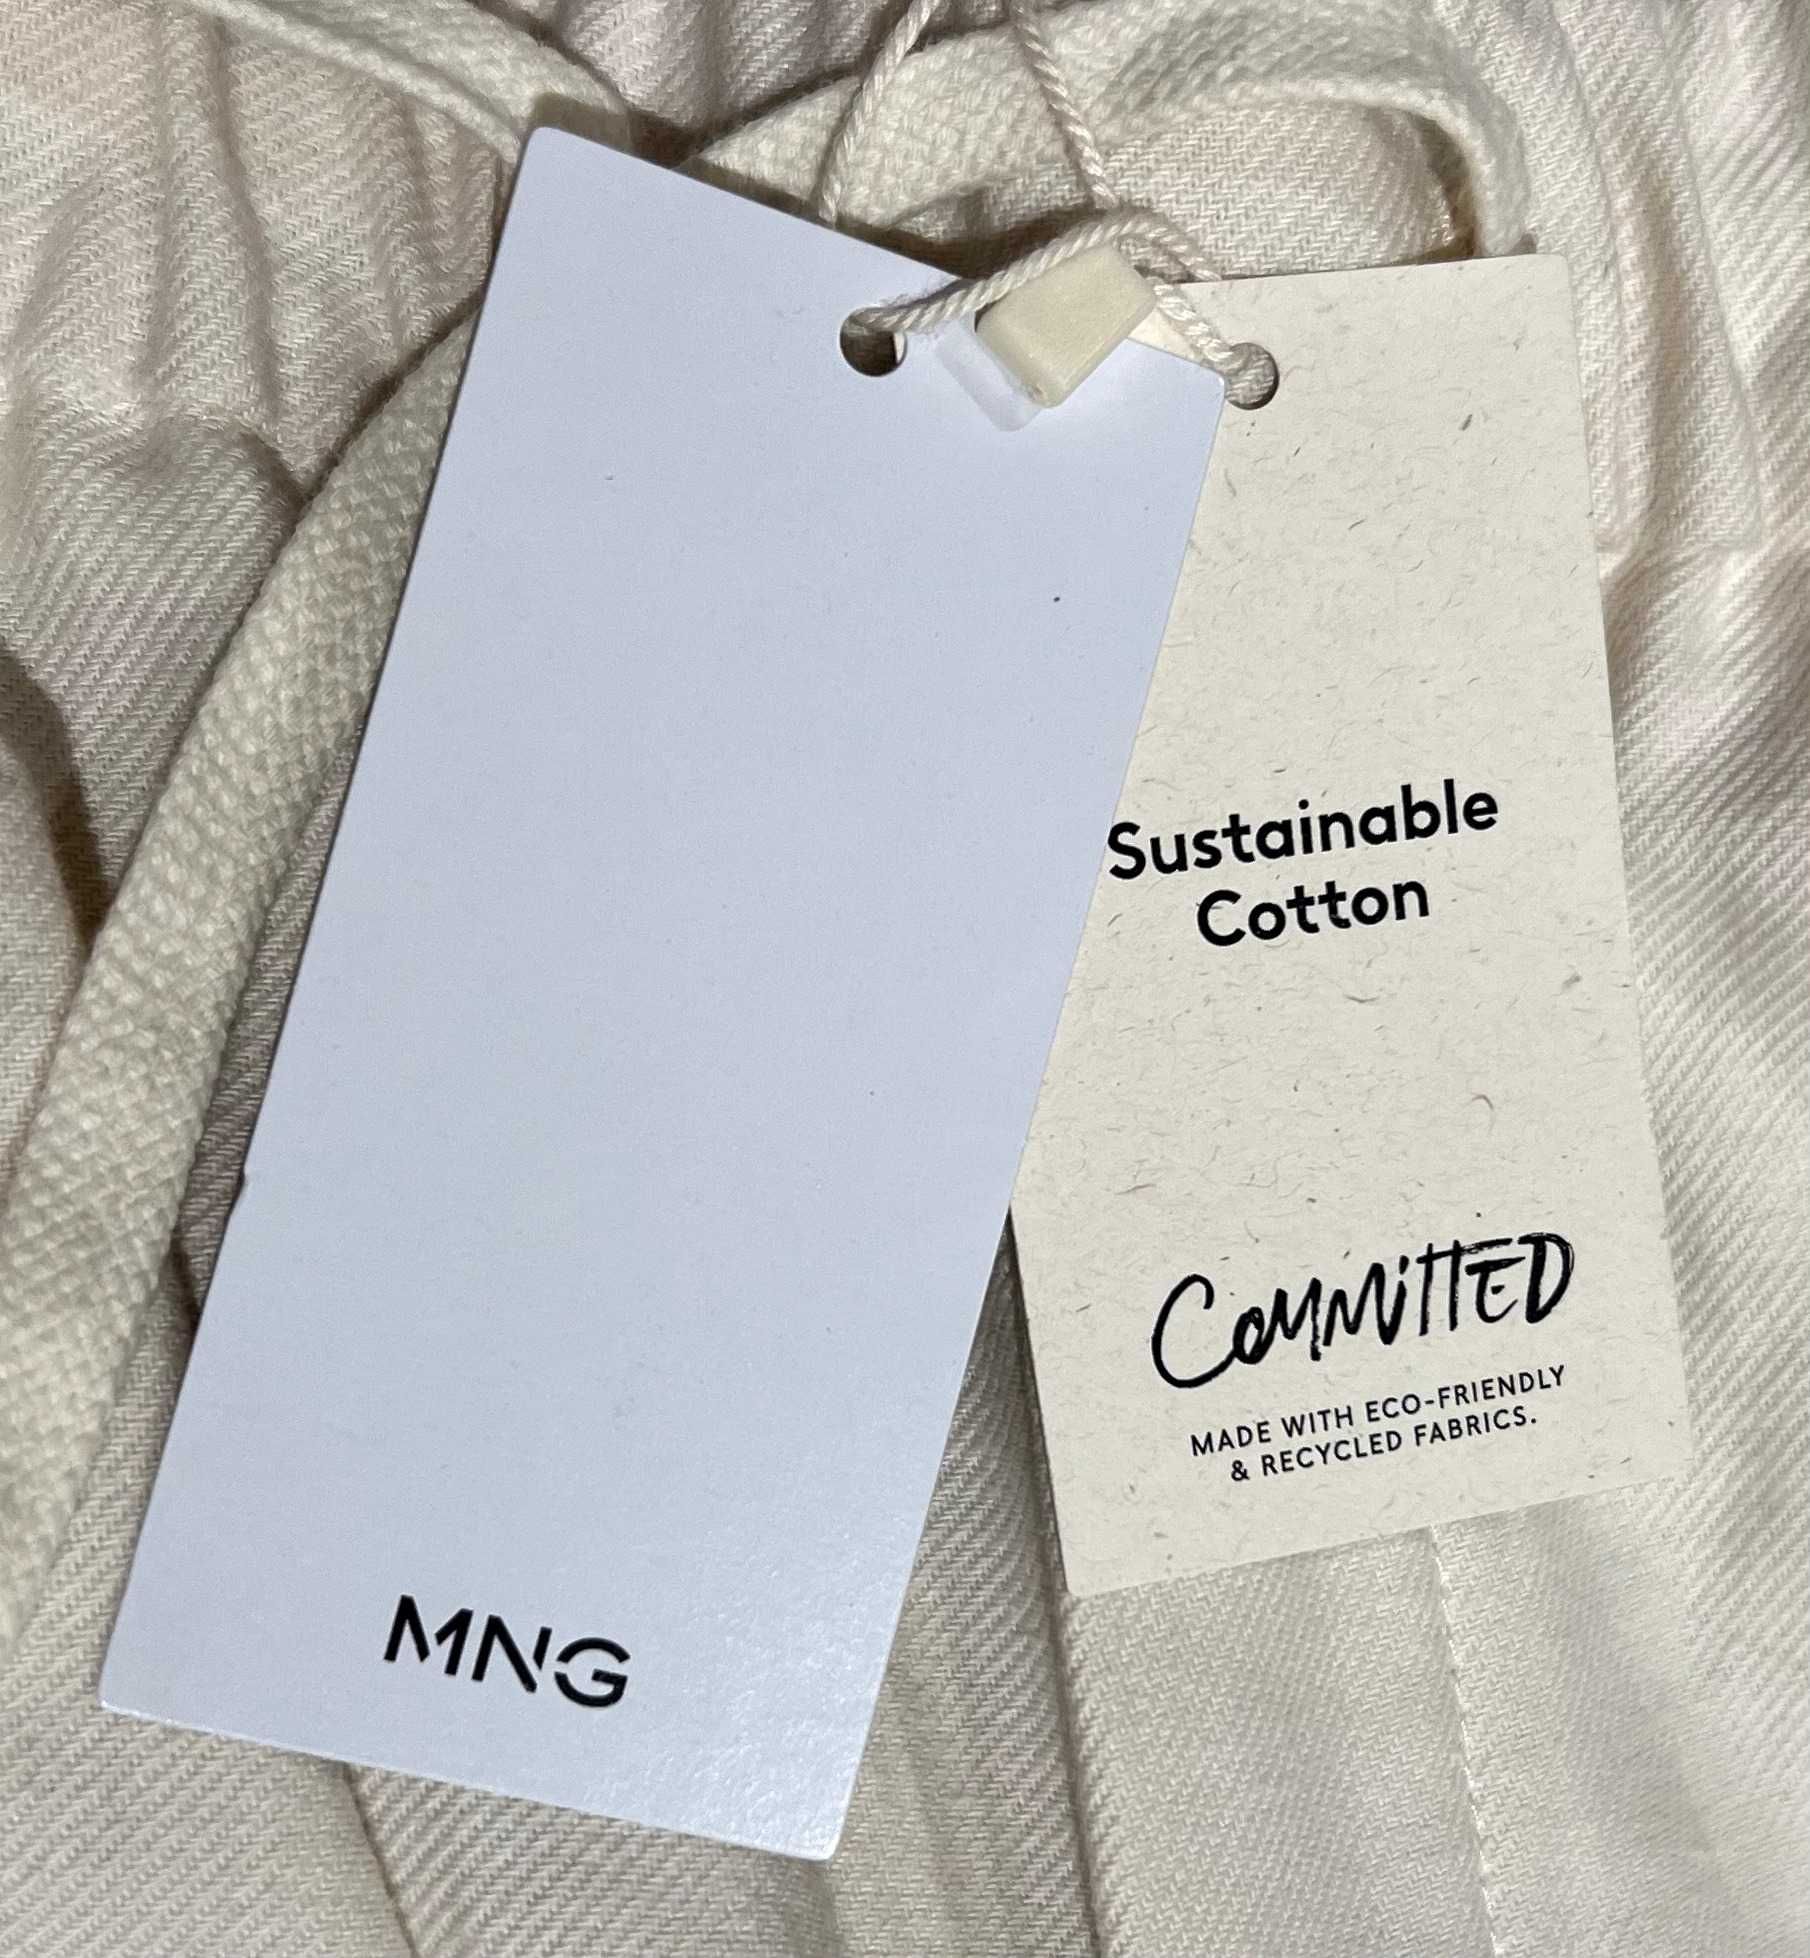 Sustainable
Cotton
COMMITTED
MADE WITH ECO-FRIENDLY
& RECYCLED FABRICS.
MNG